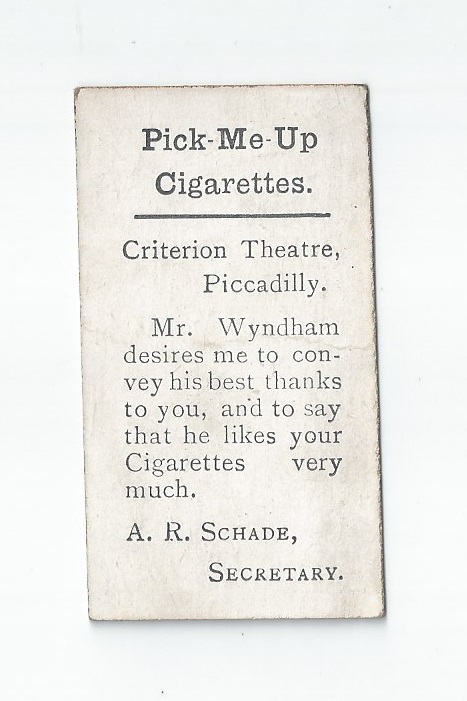 Pick-Me-Up
Cigarettes.
Criterion Theatre,
Piccadilly.
Mr. Wyndham
desires me to con-
vey his best thanks
to you, and to say
that he likes your
Cigarettes very
much.
A. R. SCHADE,
SECRETARY.